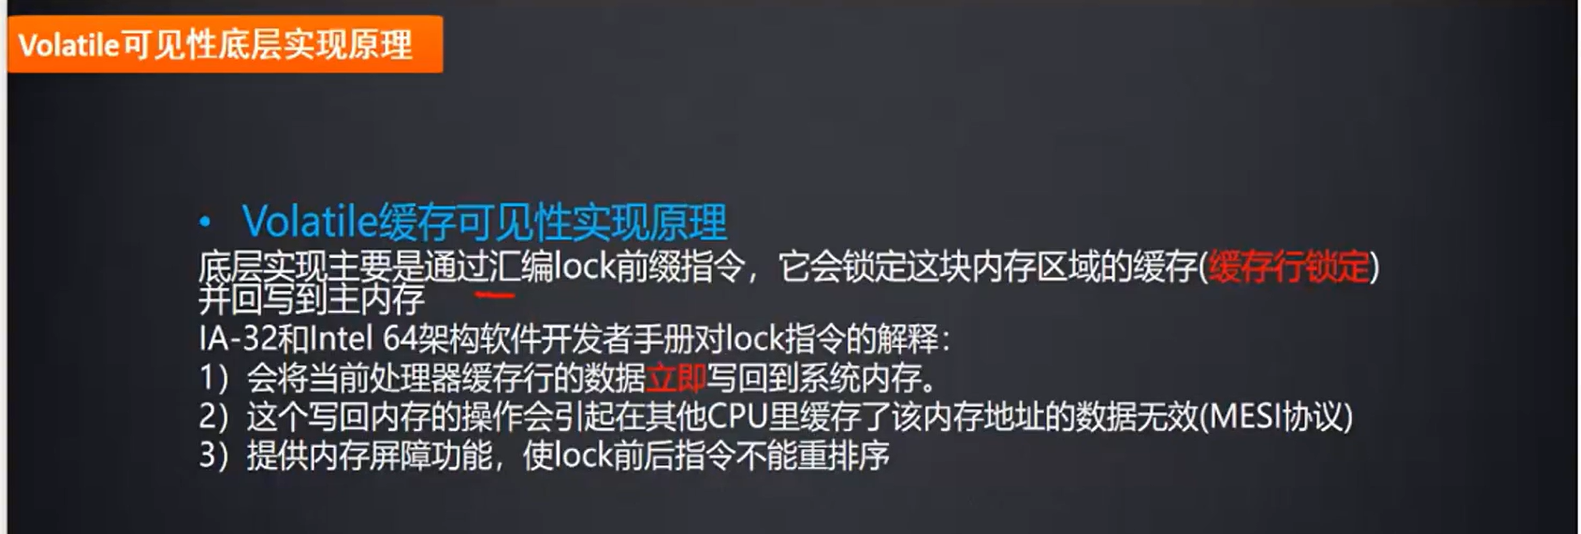 Volatile可见性底层实现原理
• Volatile缓存可见性实现原理
底层实现主要是通过汇编lock前缀指令，它会锁定这块内存区域的缓存(缓存行锁定)
并回写到主内存
IA-32和Intel 64架构软件开发者手册对lock指令的解释：
1）会将当前处理器缓存行的数据立即写回到系统内存。
2）这个写回内存的操作会引起在其他CPU里缓存了该内存地址的数据无效(MESI协议)
3）提供内存屏障功能，使lock前后指令不能重排序